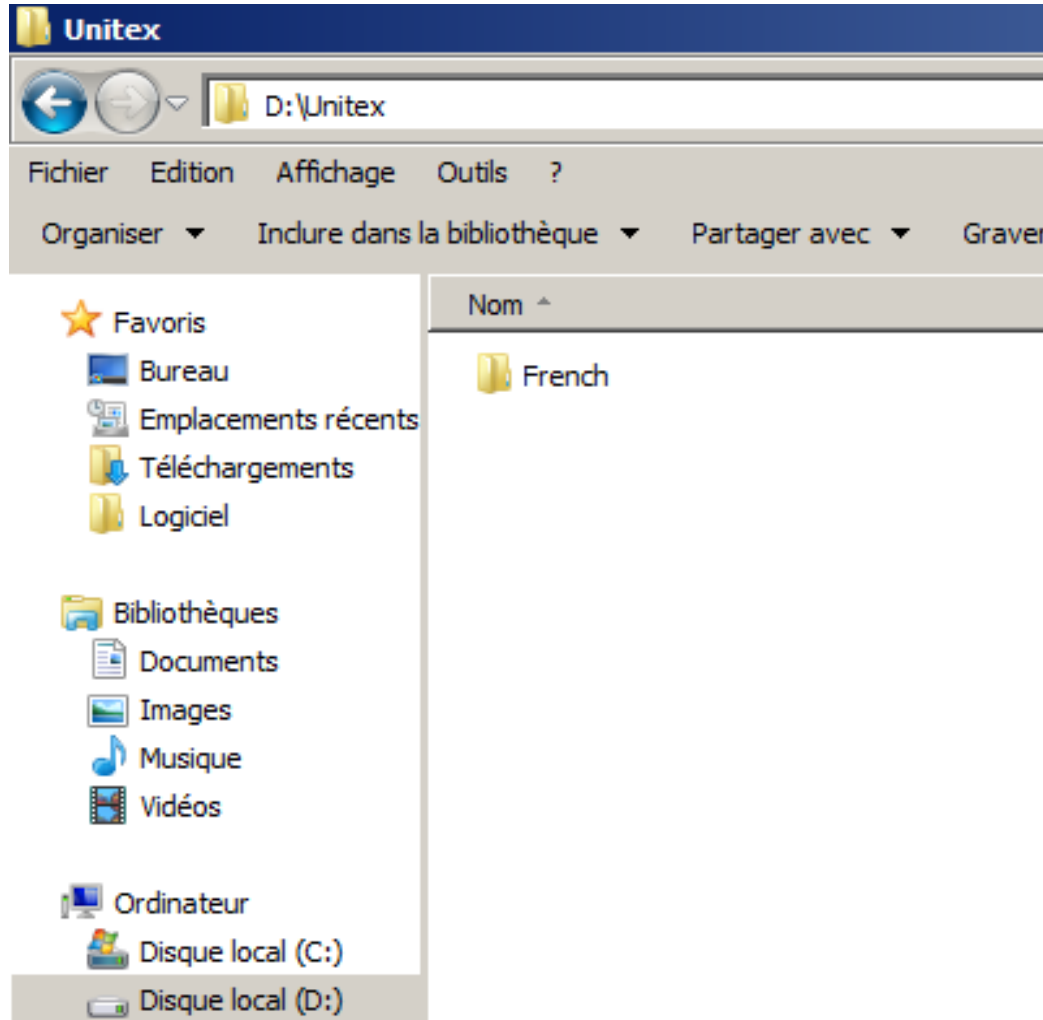 Unitex
D:\Unitex
Fichier Edition Affichage Outils ?
Organiser Inclure dans la bibliothèque Partager avec Graver
Nom
French
Favoris
Bureau
Emplacements récents
Téléchargements
Logiciel
Bibliothèques
Documents
Images
Musique
Vidéos
Ordinateur
Disque local (C:)
Disque local (D:)